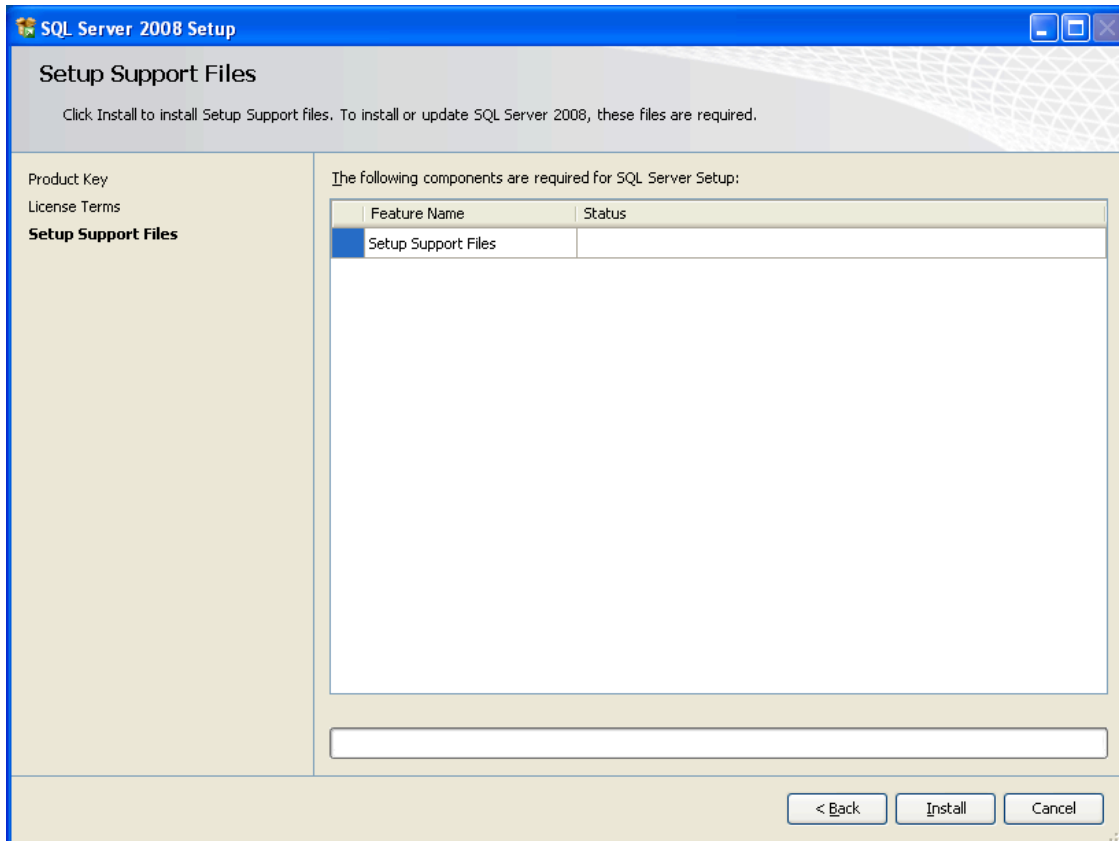 SQL Server 2008 Setup
Setup Support Files
Click Install to install Setup Support files. To install or update SQL Server 2008, these files are required.
Product Key
License Terms
Setup Support Files
The following components are required for SQL Server Setup:
Feature Name Status
Setup Support Files
< Back Install Cancel